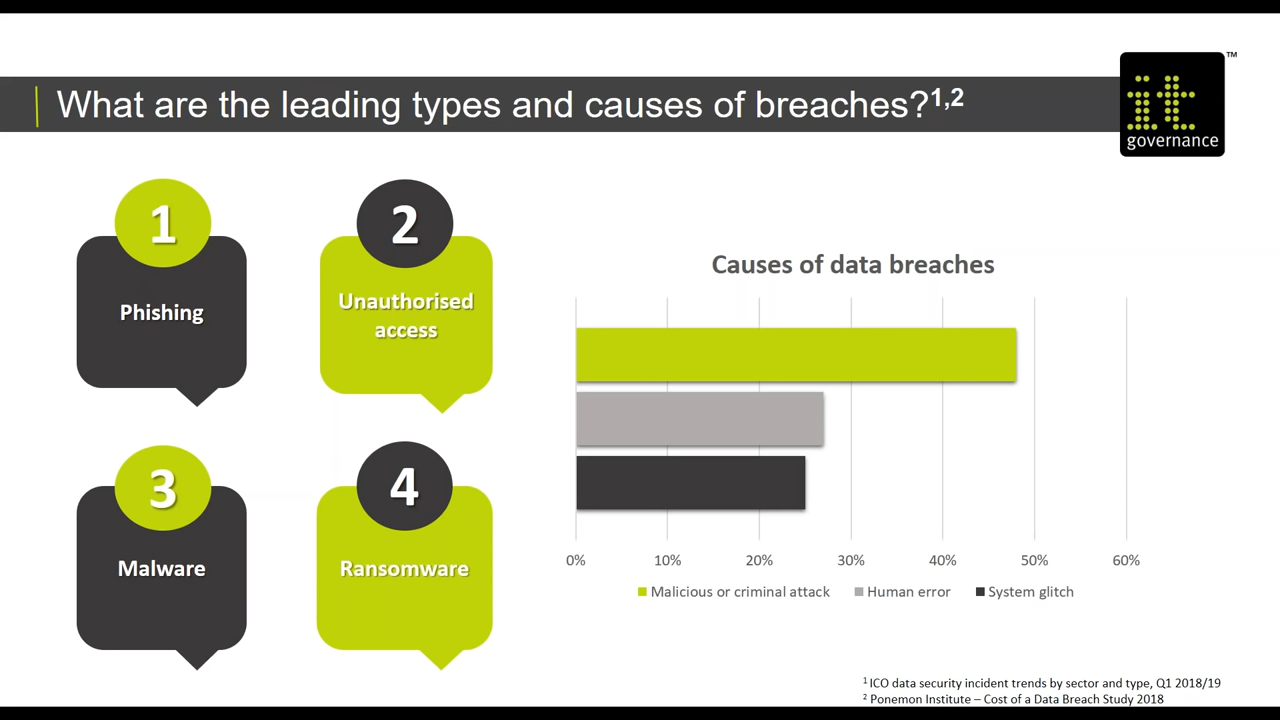 What are the leading types and causes of breaches?1,2
TM
it
governance
1
Phishing
2
Unauthorised
access
3
Malware
4
Ransomware
Causes of data breaches
0% 10% 20% 30% 40% 50% 60%
Malicious or criminal attack Human error System glitch
1 ICO data security incident trends by sector and type, Q1 2018/19
2 Ponemon Institute – Cost of a Data Breach Study 2018